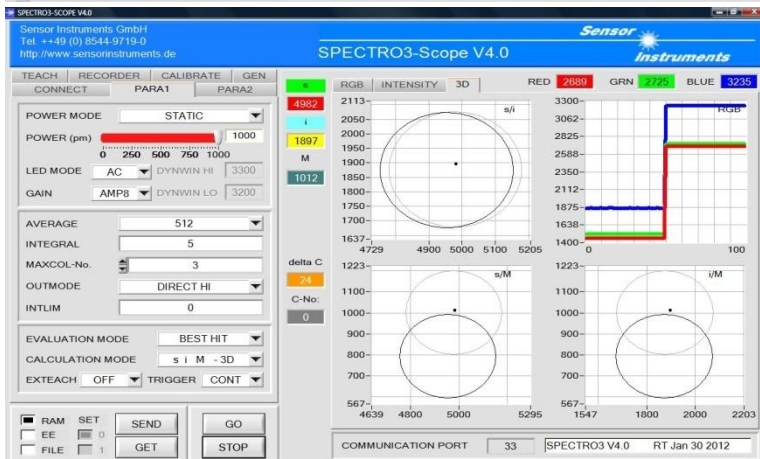 SPECTRO3-SCOPE V4.0
Sensor Instruments GmbH
Tel. ++49 (0) 8544-9719-0
http://www.sensorinstruments.de
SPECTRO3-Scope V4.0
Sensor Instruments
TEACH RECORDER CALIBRATE GEN
CONNECT PARA1 PARA2
POWER MODE STATIC
POWER (pm) 1000
0 250 500 750 1000
LED MODE AC DYNWIN HI 3300
GAIN AMP8 DYNWIN LO 3200
AVERAGE 512
INTEGRAL 5
MAXCOL-No. 3
OUTMODE DIRECT HI
INTLIM 0
EVALUATION MODE BEST HIT
CALCULATION MODE s i M - 3D
EXTEACH OFF TRIGGER CONT
RAM SET SEND GO
EE 0
FILE 1 GET STOP
s
4982
i
1897
M
1012
delta C
24
C-No:
0
RGB INTENSITY 3D RED 2689 GRN 2725 BLUE 3235
s/i
2113
2050
2000
1950
1900
1850
1800
1750
1700
1637
4729 4900 5000 5100 5205
RGB
3300
3062
2825
2588
2350
2112
1875
1638
1400
0 100
s/M
1223
1100
1000
900
800
700
567
4639 4800 5000 5295
i/M
1223
1100
1000
900
800
700
567
1547 1800 2000 2203
COMMUNICATION PORT 33 SPECTRO3 V4.0 RT Jan 30 2012